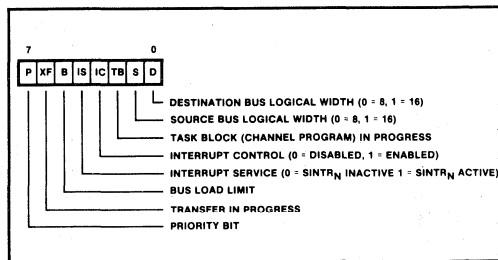 7 0
P XF B IS IC TB S D
DESTINATION BUS LOGICAL WIDTH (0 = 8, 1 = 16)
SOURCE BUS LOGICAL WIDTH (0 = 8, 1 = 16)
TASK BLOCK (CHANNEL PROGRAM) IN PROGRESS
INTERRUPT CONTROL (0 = DISABLED, 1 = ENABLED)
INTERRUPT SERVICE (0 = SINTRN INACTIVE 1 = SINTRN ACTIVE)
BUS LOAD LIMIT
TRANSFER IN PROGRESS
PRIORITY BIT